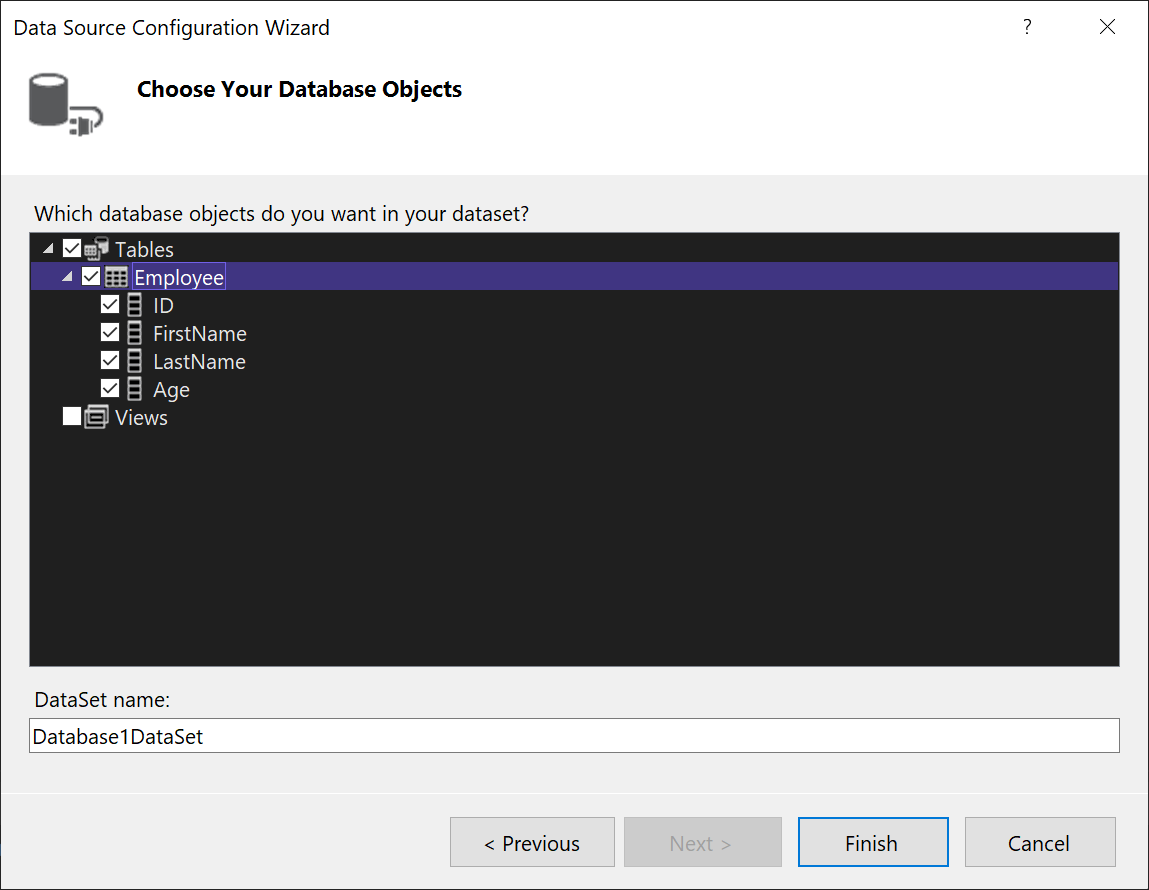 Data Source Configuration Wizard
?
Choose Your Database Objects
Which database objects do you want in your dataset?
Tables
Employee
ID
FirstName
LastName
Age
Views
DataSet name:
Database1DataSet
< Previous
Next >
Finish
Cancel